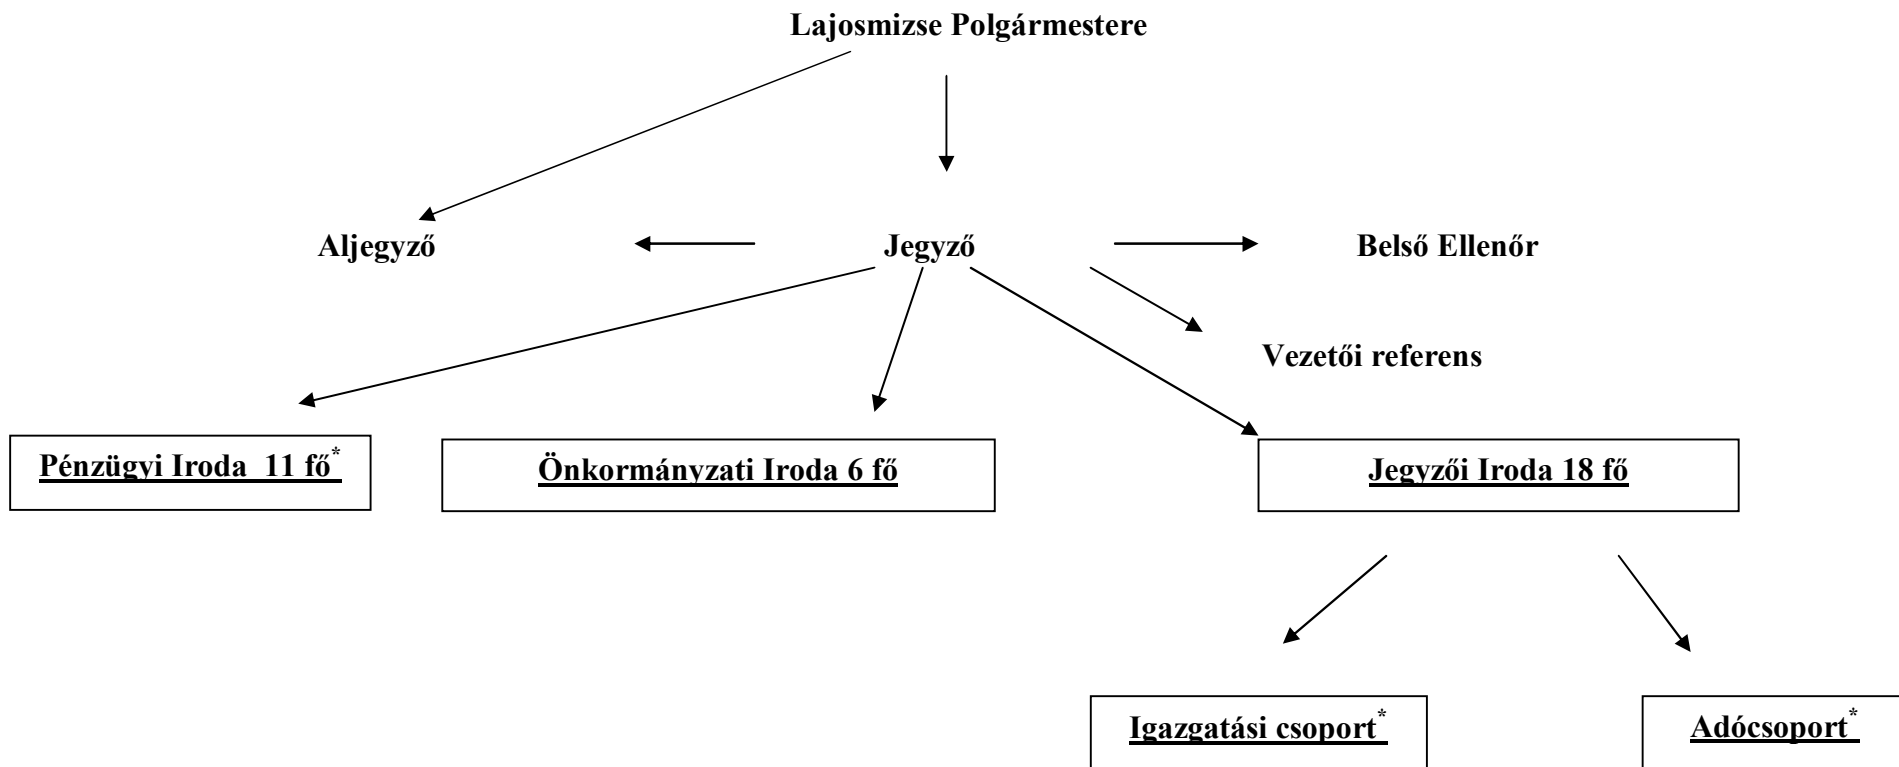 Lajosmizse Polgármestere
Aljegyző
Jegyző
Belső Ellenőr
Vezetői referens
Pénzügyi Iroda 11 fő*
Önkormányzati Iroda 6 fő
Jegyzői Iroda 18 fő
Igazgatási csoport*
Adócsoport*